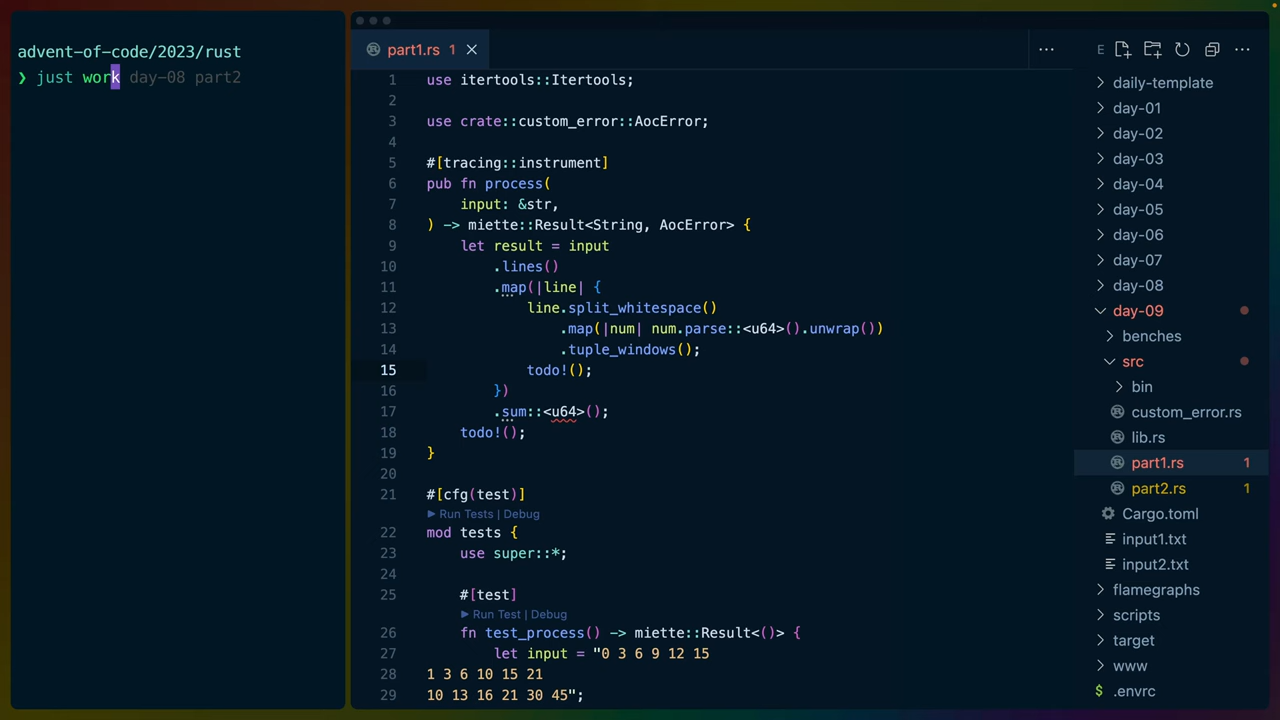 advent-of-code/2023/rust
❯ just work day-08 part2
part1.rs 1
1 use itertools::Itertools;
2
3 use crate::custom_error::AocError;
4
5 #[tracing::instrument]
6 pub fn process(
7     input: &str,
8 ) -> miette::Result<String, AocError> {
9     let result = input
10         .lines()
11         .map(|line| {
12             line.split_whitespace()
13                 .map(|num| num.parse::<u64>().unwrap())
14                 .tuple_windows();
15             todo!();
16         })
17         .sum::<u64>();
18     todo!();
19 }
20
21 #[cfg(test)]
▶ Run Tests | Debug
22 mod tests {
23     use super::*;
24
25     #[test]
▶ Run Test | Debug
26     fn test_process() -> miette::Result<()> {
27         let input = "0 3 6 9 12 15
28 1 3 6 10 15 21
29 10 13 16 21 30 45";
E
daily-template
day-01
day-02
day-03
day-04
day-05
day-06
day-07
day-08
day-09
benches
src
bin
custom_error.rs
lib.rs
part1.rs 1
part2.rs 1
Cargo.toml
input1.txt
input2.txt
flamegraphs
scripts
target
www
$ .envrc